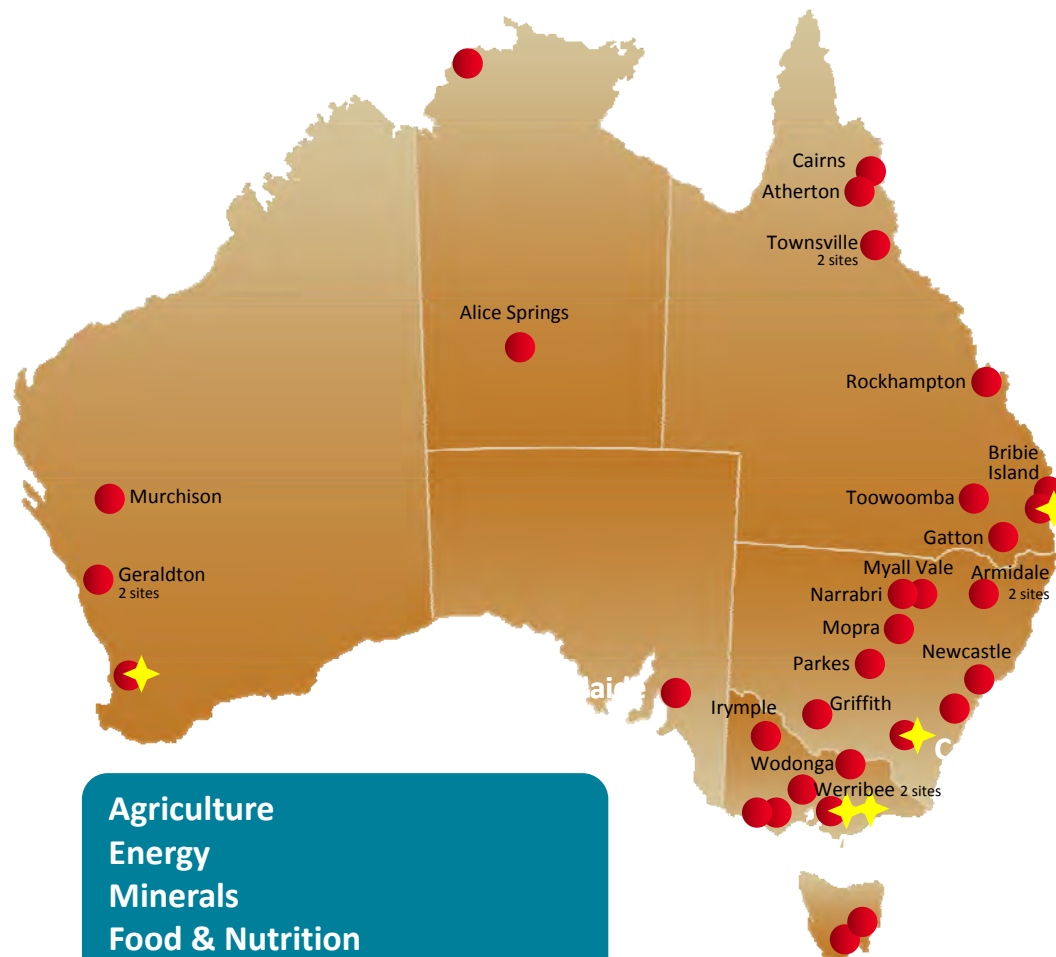 Cairns
Atherton
Townsville
2 sites
Alice Springs
Rockhampton
Bribie
Island
Murchison
Toowoomba
Gatton
Geraldton
2 sites
Myall Vale
Armidale
Narrabri
2 sites
Mopra
Newcastle
Parkes
laide
Irymple
Griffith
C
Wodonga
Werribee 2 sites
Agriculture
Energy
Minerals
Food & Nutrition